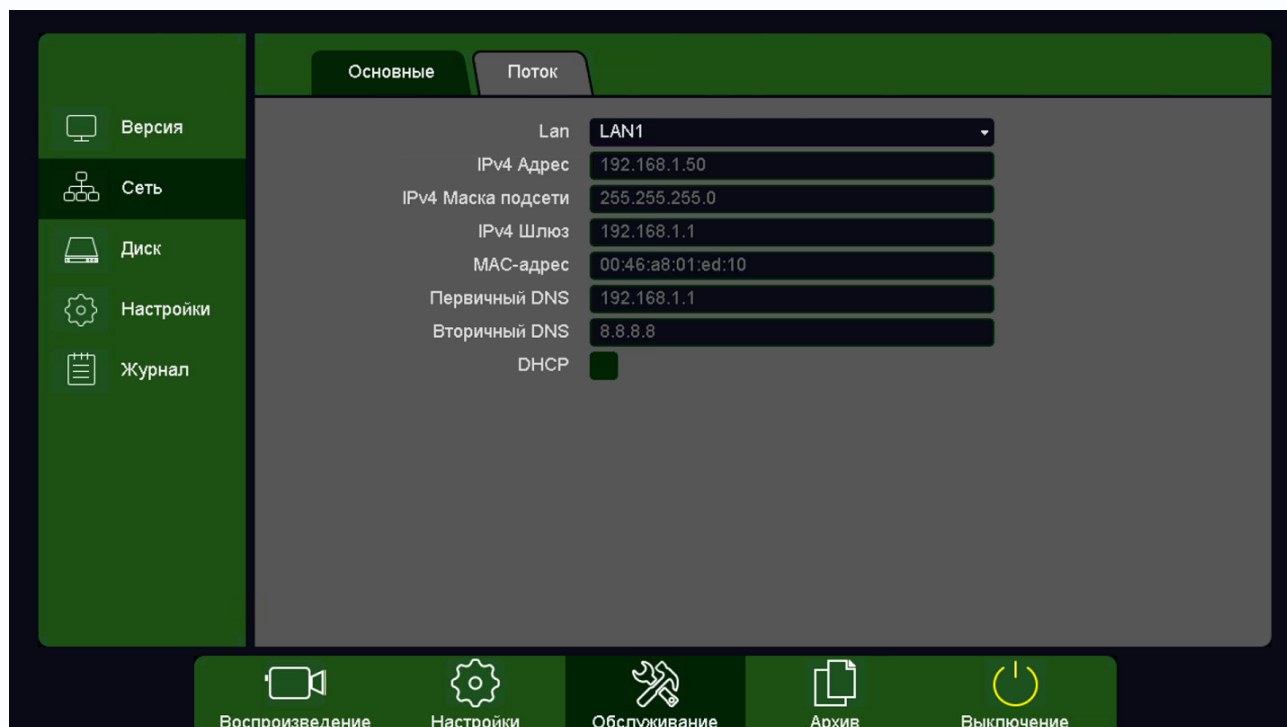 Основные Поток
Версия
Сеть
Диск
Настройки
Журнал
Lan LAN1
IPv4 Адрес 192.168.1.50
IPv4 Маска подсети 255.255.255.0
IPv4 Шлюз 192.168.1.1
MAC-адрес 00:46:a8:01:ed:10
Первичный DNS 192.168.1.1
Вторичный DNS 8.8.8.8
DHCP
Воспроизведение Настройки Обслуживание Архив Выключение